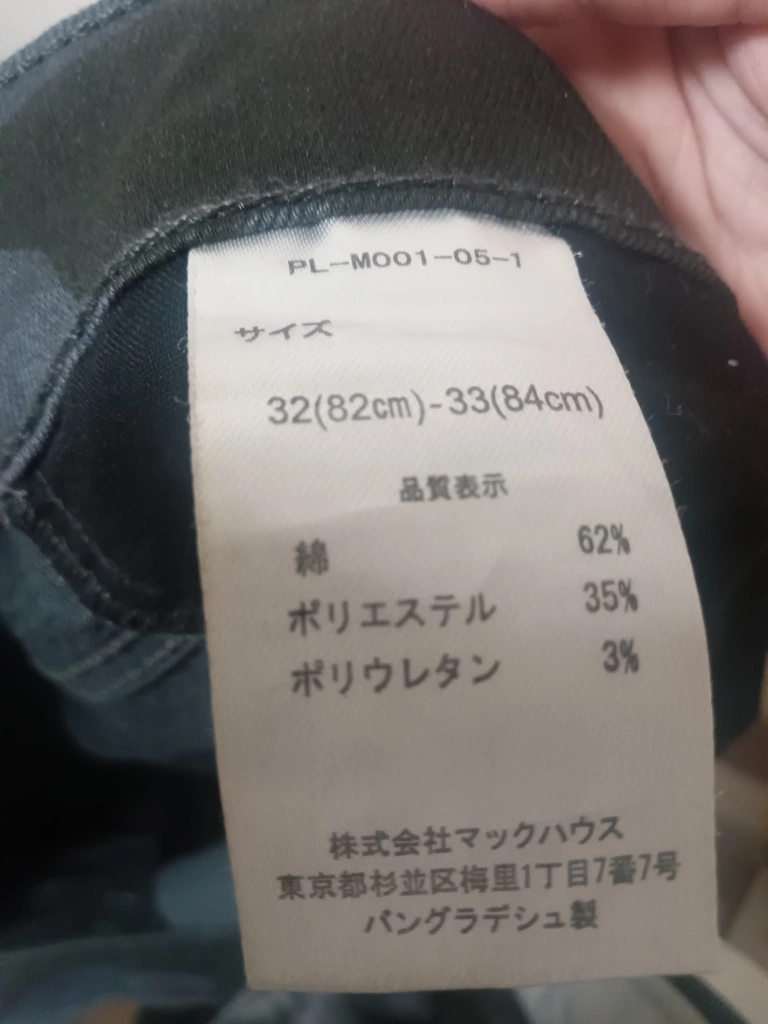 PL-M001-05-1
サイズ
32(82cm)-33(84cm)
品質表示
綿 62%
ポリエステル 35%
ポリウレタン 3%
株式会社マックハウス
東京都杉並区梅里1丁目7番7号
バングラデシュ製